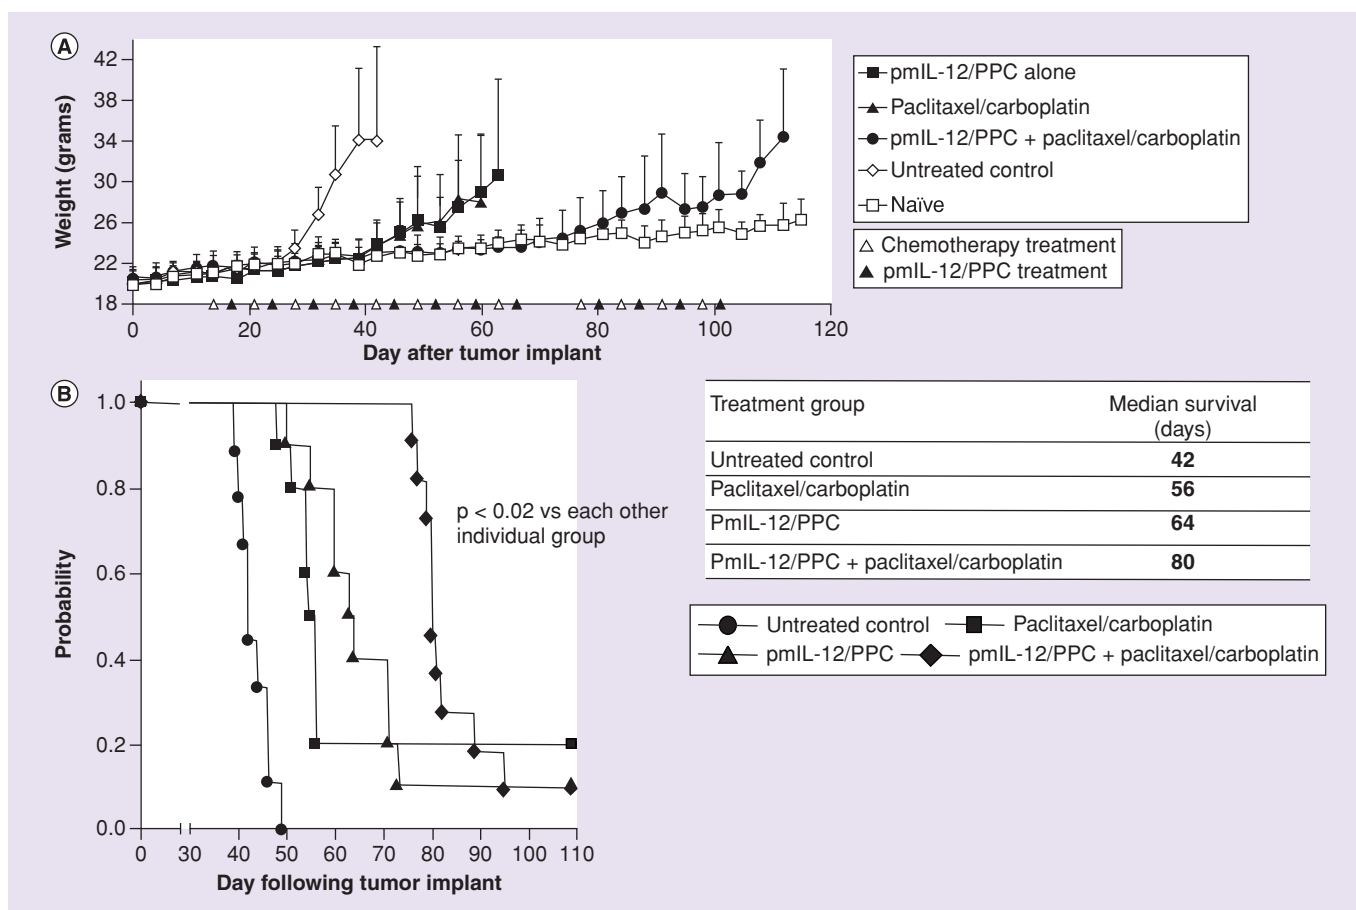 A
42
38
34
30
26
22
18
Weight (grams)
0 20 40 60 80 100 120
Day after tumor implant
pmIL-12/PPC alone
Paclitaxel/carboplatin
pmIL-12/PPC + paclitaxel/carboplatin
Untreated control
Naïve
Chemotherapy treatment
pmIL-12/PPC treatment
B
1.0
0.8
0.6
0.4
0.2
0.0
Probability
0 30 40 50 60 70 80 90 100 110
Day following tumor implant
p < 0.02 vs each other
individual group
Treatment group Median survival
(days)
Untreated control 42
Paclitaxel/carboplatin 56
PmIL-12/PPC 64
PmIL-12/PPC + paclitaxel/carboplatin 80
Untreated control Paclitaxel/carboplatin
pmIL-12/PPC pmIL-12/PPC + paclitaxel/carboplatin